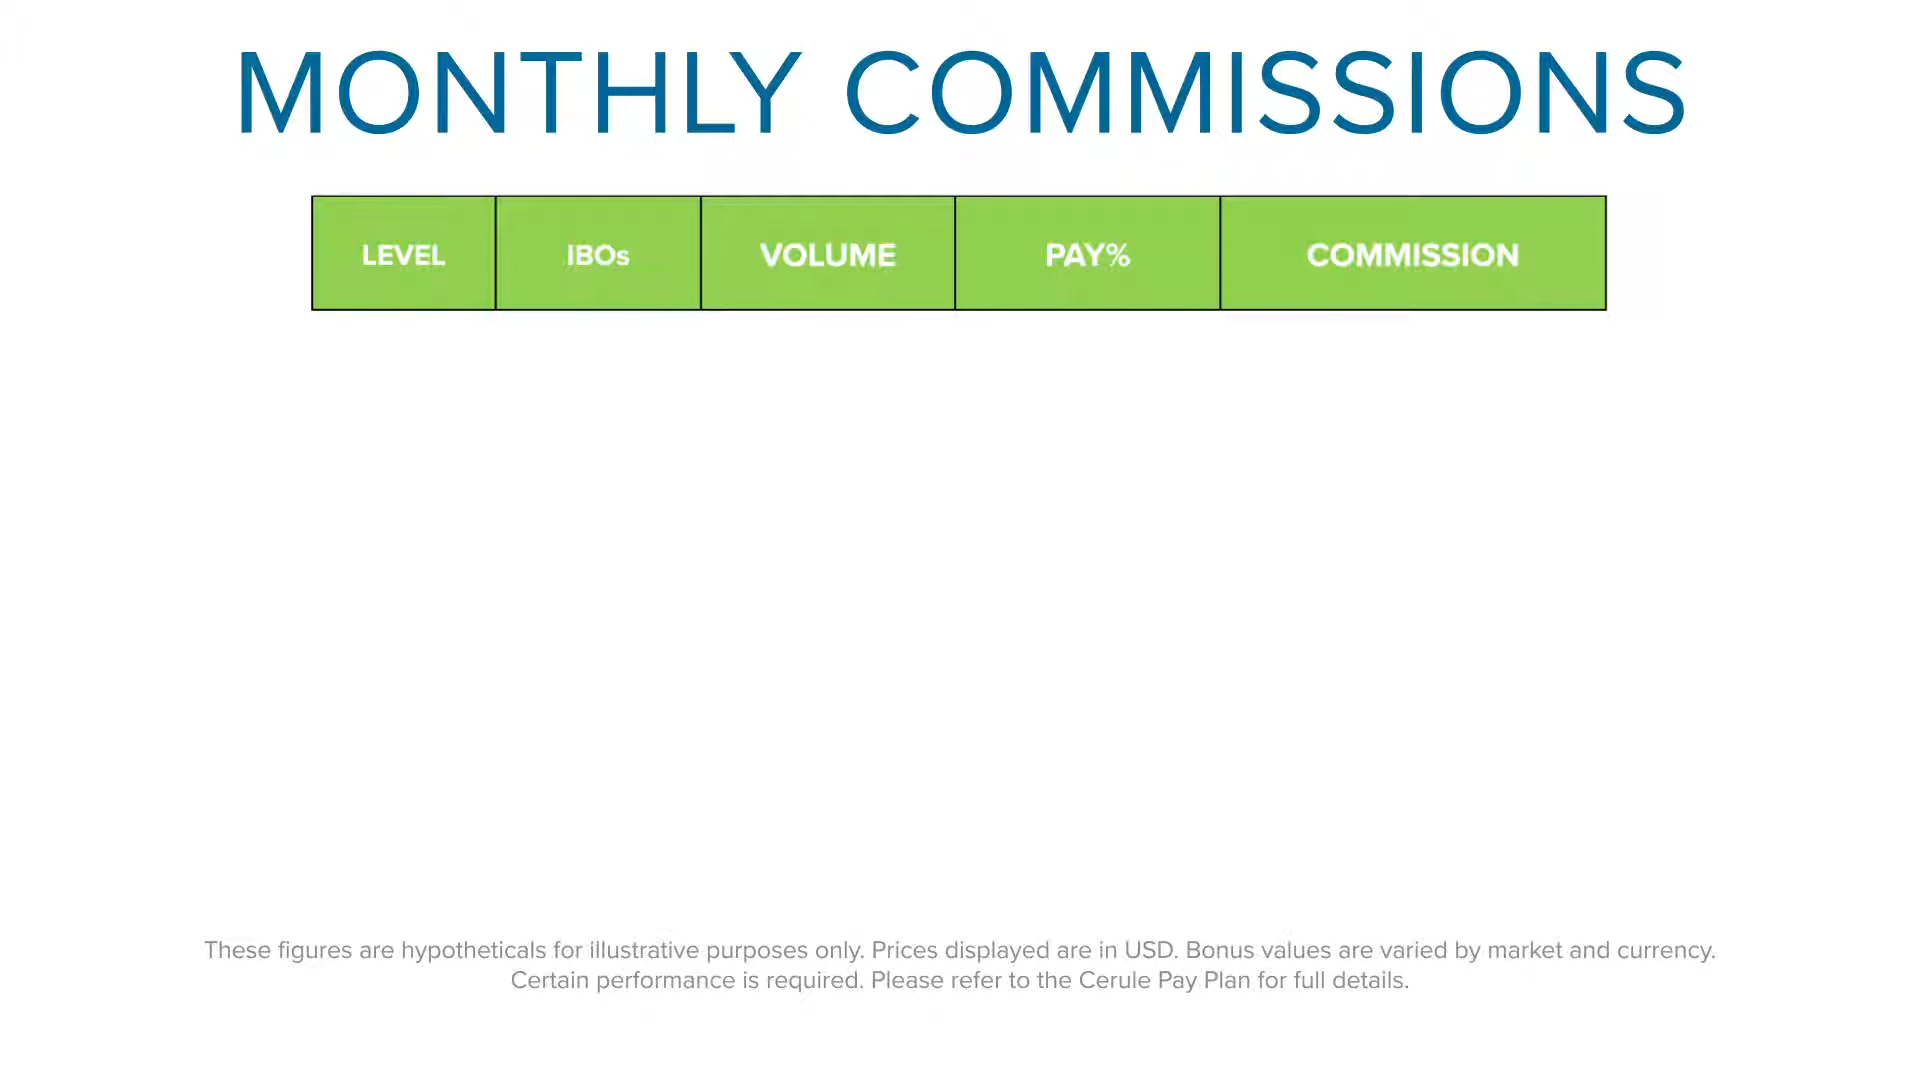 MONTHLY COMMISSIONS
LEVEL IBOs VOLUME PAY% COMMISSION
These figures are hypotheticals for illustrative purposes only. Prices displayed are in USD. Bonus values are varied by market and currency.
Certain performance is required. Please refer to the Cerule Pay Plan for full details.